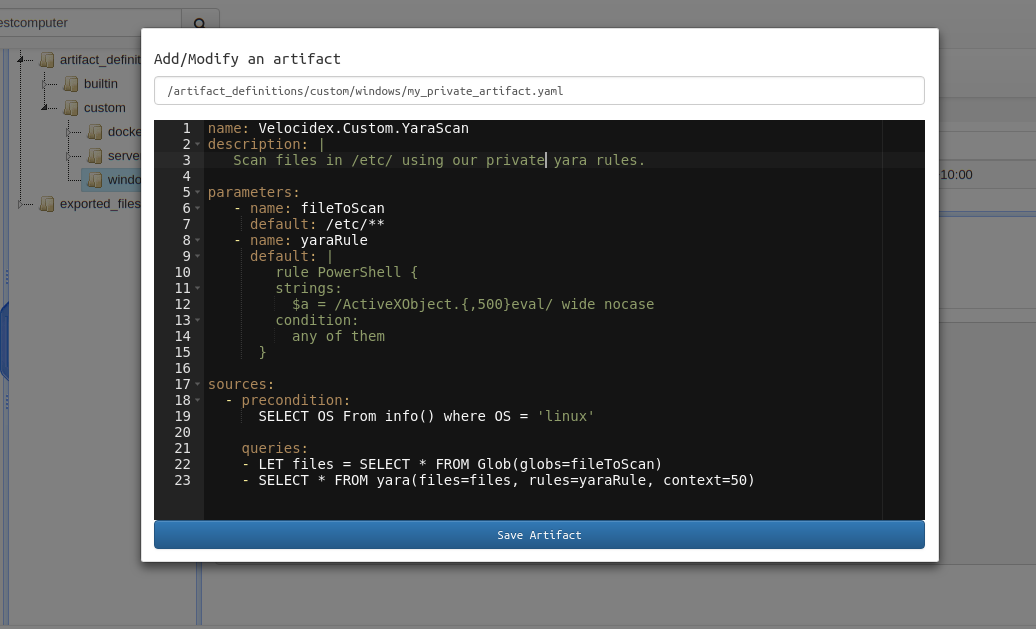 estcomputer
artifact_definit
builtin
custom
docke
serve
windo
exported_files
10:00
Add/Modify an artifact
/artifact_definitions/custom/windows/my_private_artifact.yaml
1 name: Velocidex.Custom.YaraScan
2 description: |
3 Scan files in /etc/ using our private yara rules.
4
5 parameters:
6 - name: fileToScan
7 default: /etc/**
8 - name: yaraRule
9 default: |
10 rule PowerShell {
11 strings:
12 $a = /ActiveXObject.{,500}eval/ wide nocase
13 condition:
14 any of them
15 }
16
17 sources:
18 - precondition:
19 SELECT OS From info() where OS = 'linux'
20
21 queries:
22 - LET files = SELECT * FROM Glob(globs=fileToScan)
23 - SELECT * FROM yara(files=files, rules=yaraRule, context=50)
Save Artifact